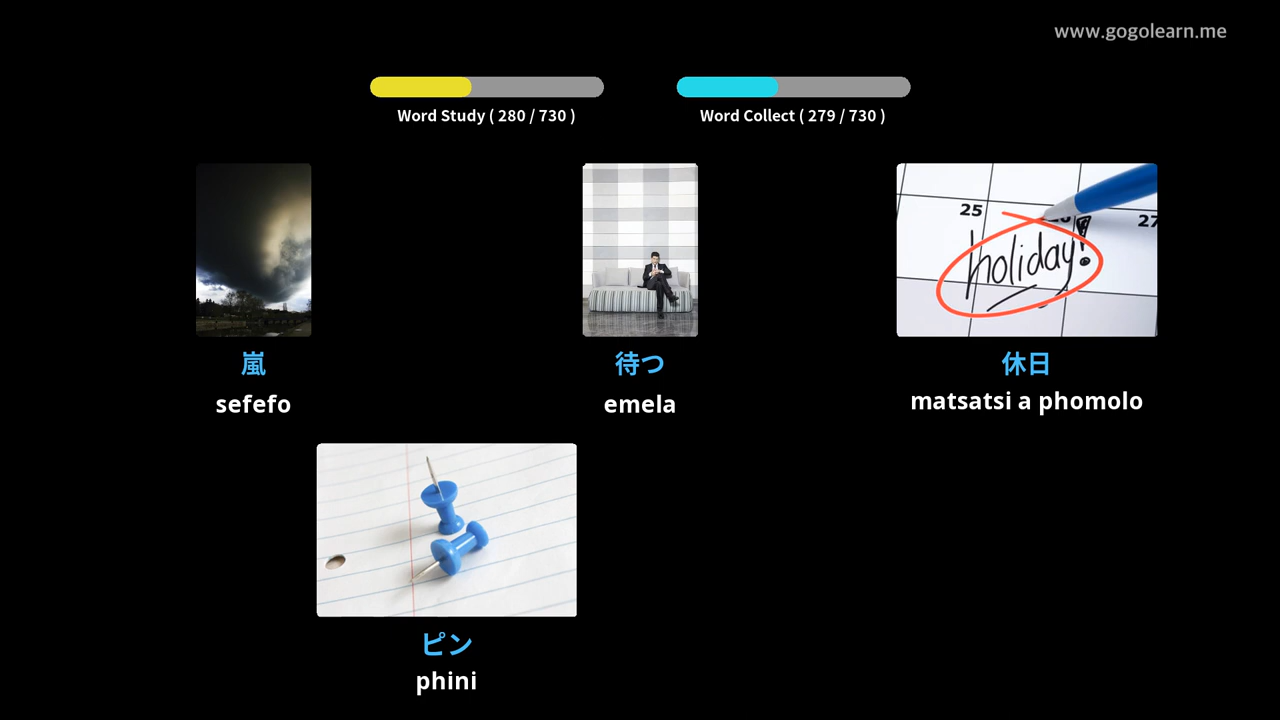 www.gogolearn.me
Word Study ( 280 / 730 )
Word Collect ( 279 / 730 )
25
27
holiday!
嵐
sefefo
待つ
emela
休日
matsatsi a phomolo
ピン
phini